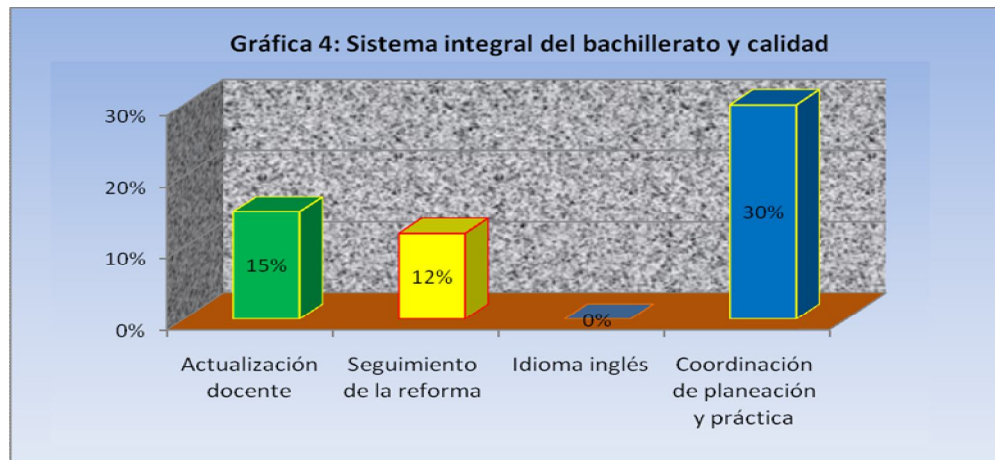 Gráfica 4: Sistema integral del bachillerato y calidad
30%
20%
10%
0%
15%
12%
0%
30%
Actualización
docente
Seguimiento
de la reforma
Idioma inglés
Coordinación
de planeación
y práctica